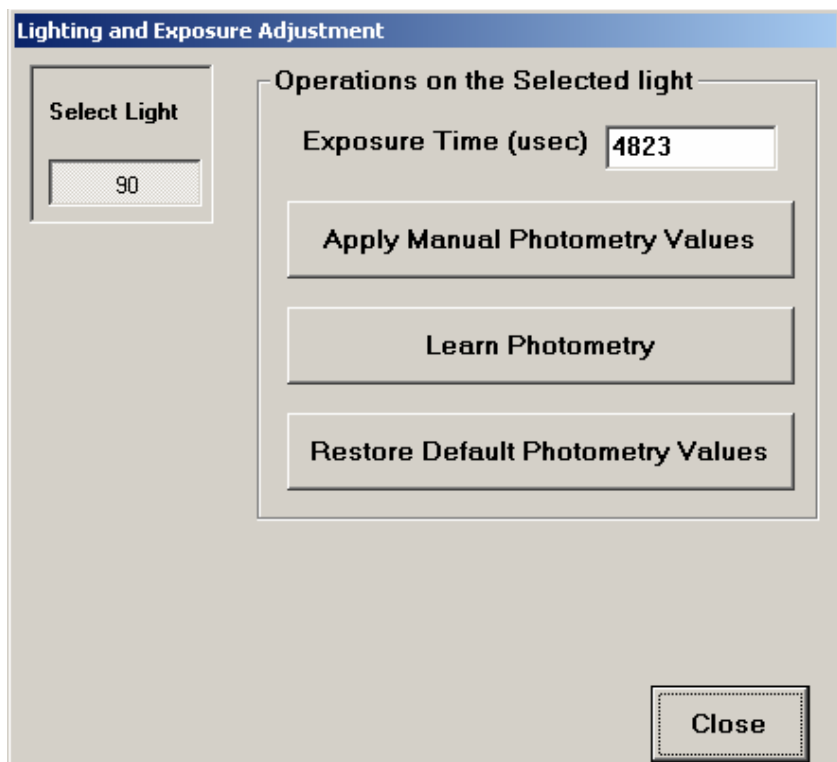 Lighting and Exposure Adjustment
Select Light
90
Operations on the Selected light
Exposure Time (usec) 4823
Apply Manual Photometry Values
Learn Photometry
Restore Default Photometry Values
Close